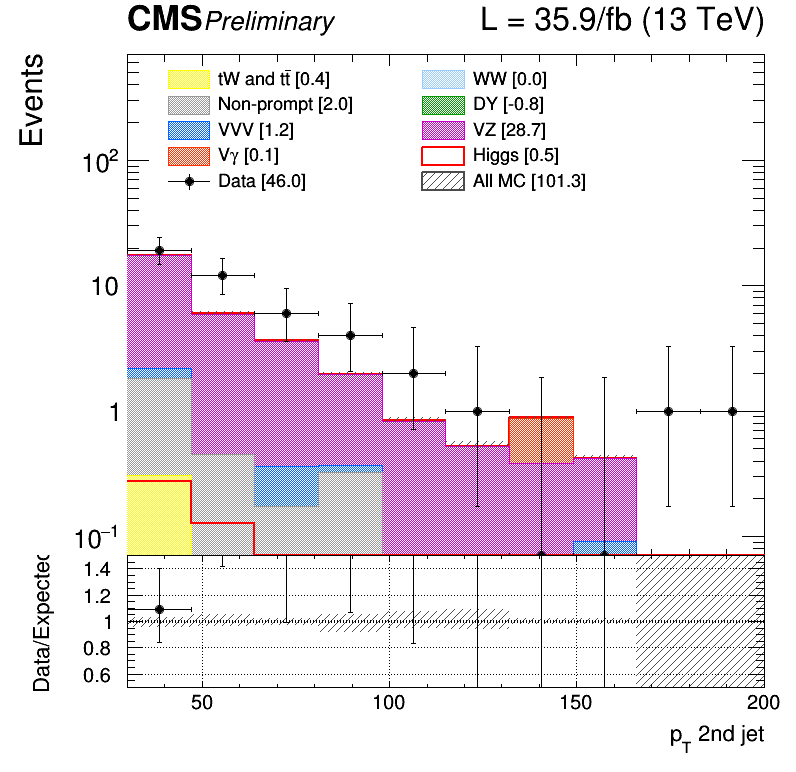 CMS Preliminary L = 35.9/fb (13 TeV)
Events
tW and tt̄ [0.4]
WW [0.0]
Non-prompt [2.0]
DY [-0.8]
VVV [1.2]
VZ [28.7]
Vγ [0.1]
Higgs [0.5]
Data [46.0]
All MC [101.3]
10²
10
1
10⁻¹
Data/Expected
1.4
1.2
1
0.8
0.6
50 100 150 200
p_T 2nd jet